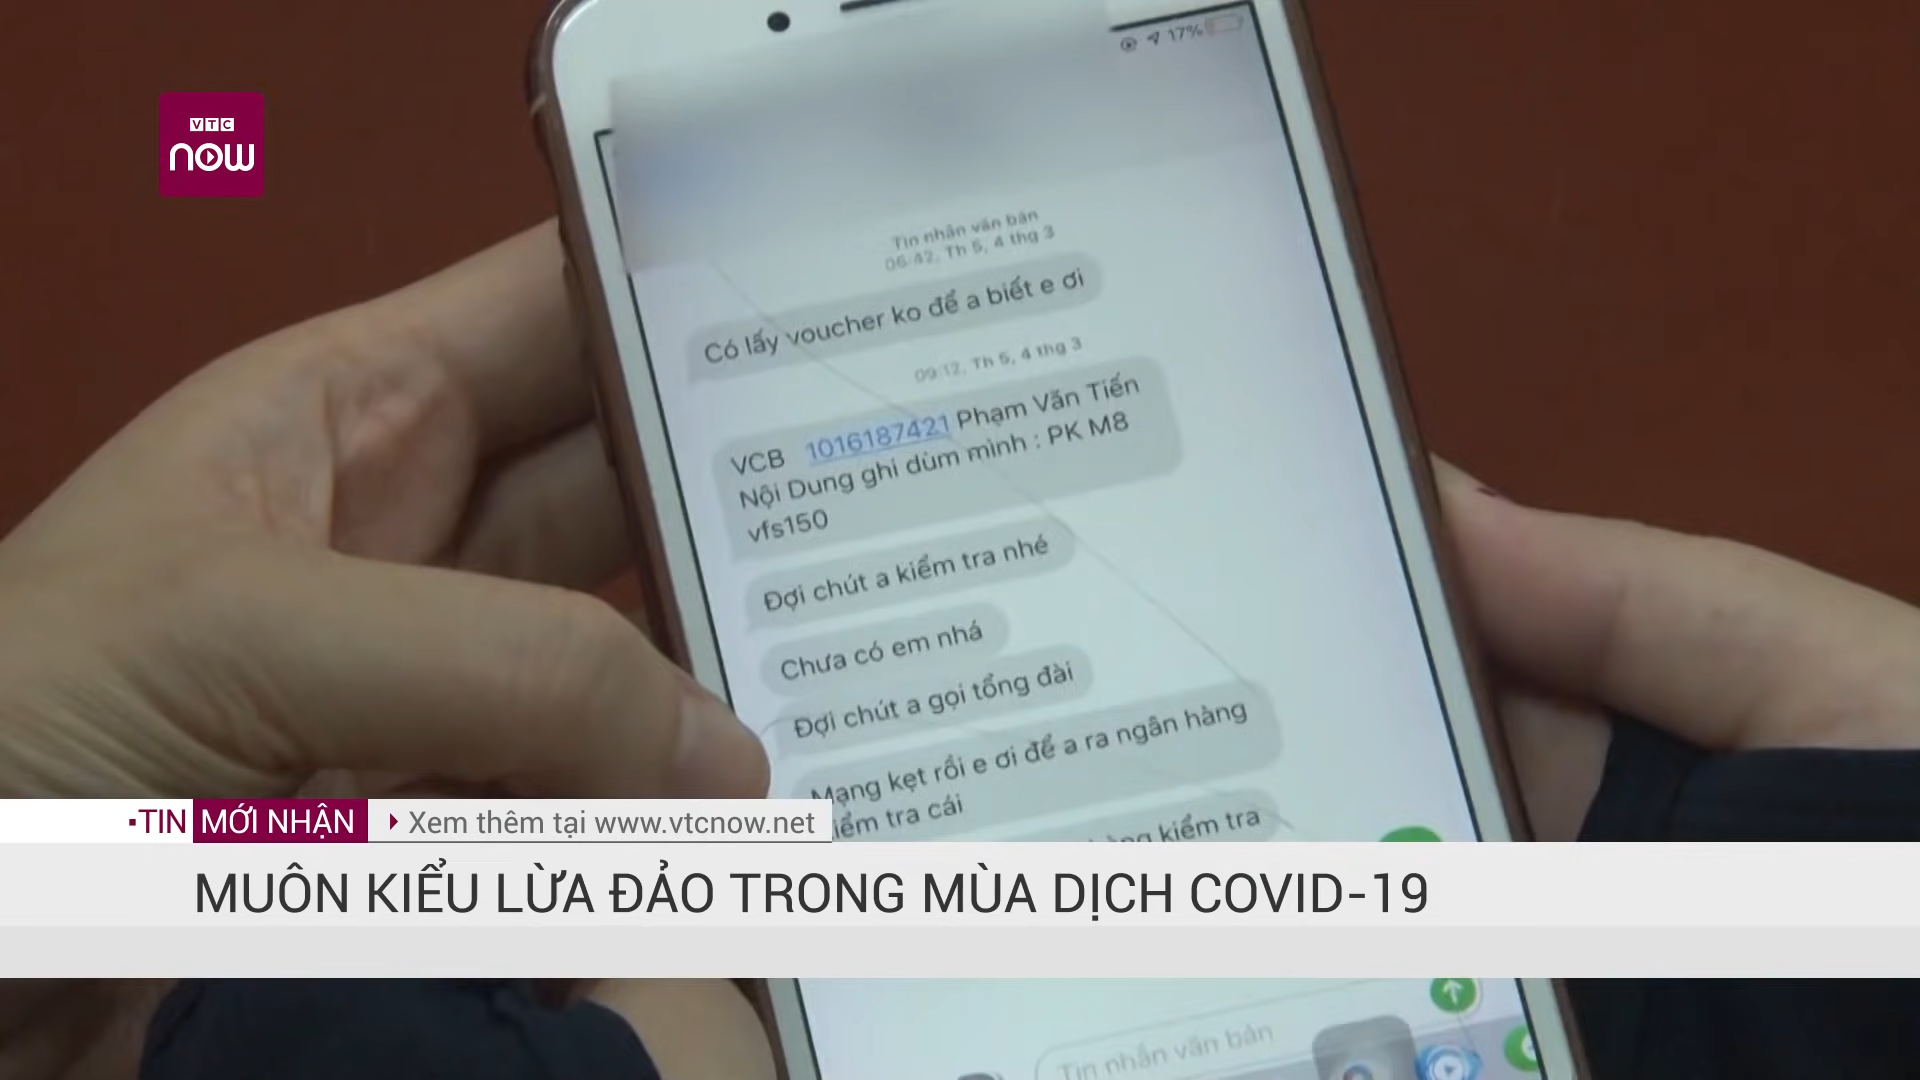 VTC
now
17%
Tin nhắn văn bản
06:42, Th 5, 4 thg 3
Có lấy voucher ko để a biết e ơi
09:12, Th 5, 4 thg 3
VCB 1016187421 Phạm Văn Tiến
Nội Dung ghi dùm mình : PK M8
vfs150
Đợi chút a kiểm tra nhé
Chưa có em nhá
Đợi chút a gọi tổng đài
Mạng kẹt rồi e ơi để a ra ngân hàng
kiểm tra cái
kiểm tra
TIN MỚI NHẬN
Xem thêm tại www.vtcnow.net
MUÔN KIỂU LỪA ĐẢO TRONG MÙA DỊCH COVID-19
Tin nhắn văn bản